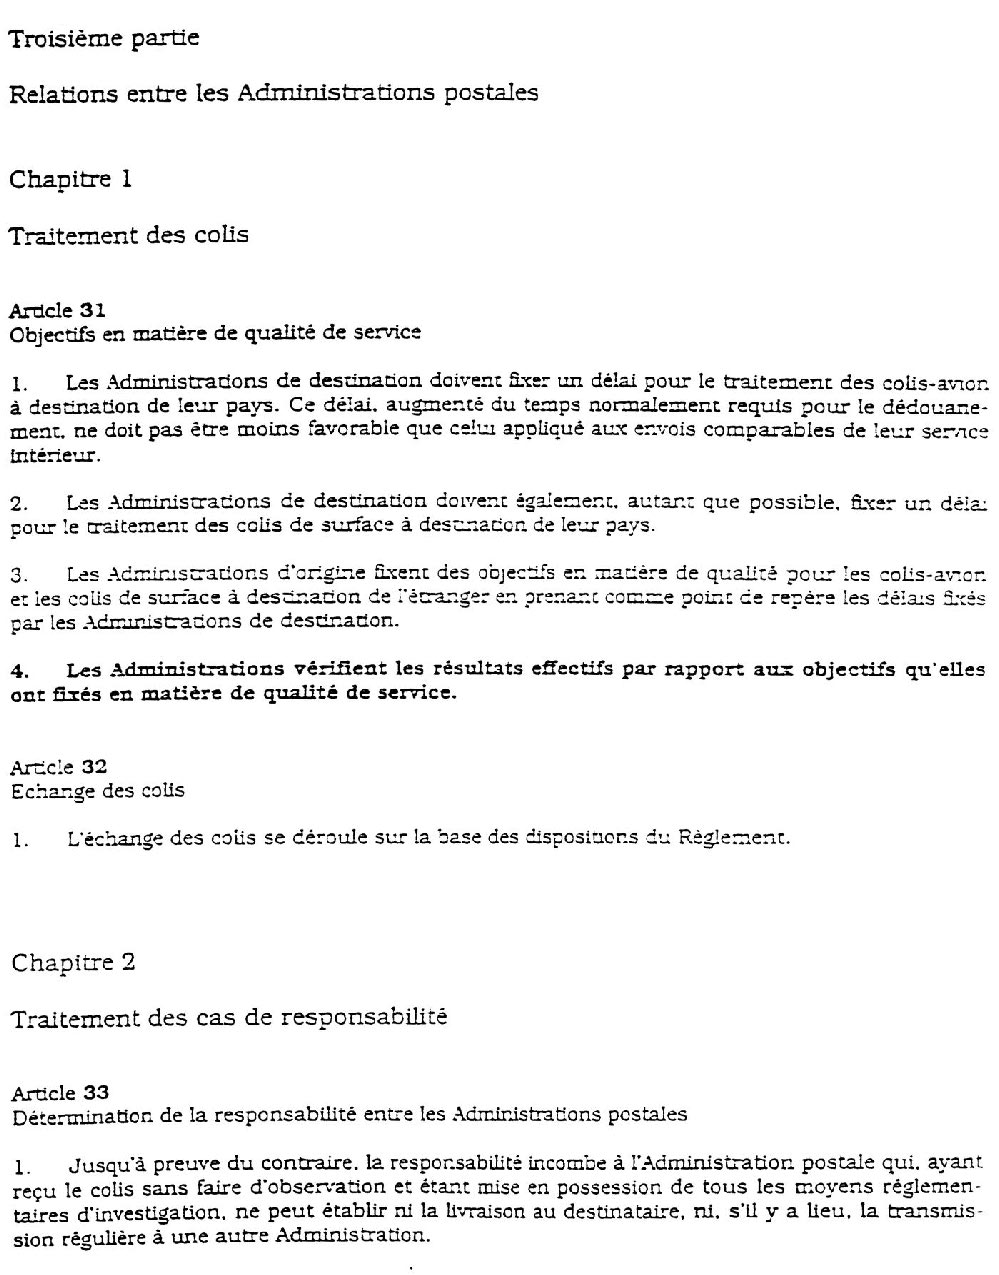 Troisième partie
Relations entre les Administrations postales
Chapitre 1
Traitement des colis
Article 31
Objectifs en matière de qualité de service
1. Les Administrations de destination doivent fixer un délai pour le traitement des colis-avion
à destination de leur pays. Ce délai, augmenté du temps normalement requis pour le dédouane-
ment, ne doit pas être moins favorable que celui appliqué aux envois comparables de leur service
intérieur.
2. Les Administrations de destination doivent également, autant que possible, fixer un délai
pour le traitement des colis de surface à destination de leur pays.
3. Les Administrations d'origine fixent des objectifs en matière de qualité pour les colis-avion
et les colis de surface à destination de l'étranger en prenant comme point de repère les délais fixés
par les Administrations de destination.
4. Les Administrations vérifient les résultats effectifs par rapport aux objectifs qu'elles
ont fixés en matière de qualité de service.
Article 32
Echange des colis
1. L'échange des colis se déroule sur la base des dispositions du Règlement.
Chapitre 2
Traitement des cas de responsabilité
Article 33
Détermination de la responsabilité entre les Administrations postales
1. Jusqu'à preuve du contraire, la responsabilité incombe à l'Administration postale qui, ayant
reçu le colis sans faire d'observation et étant mise en possession de tous les moyens réglemen-
taires d'investigation, ne peut établir ni la livraison au destinataire, ni, s'il y a lieu, la transmis-
sion régulière à une autre Administration.